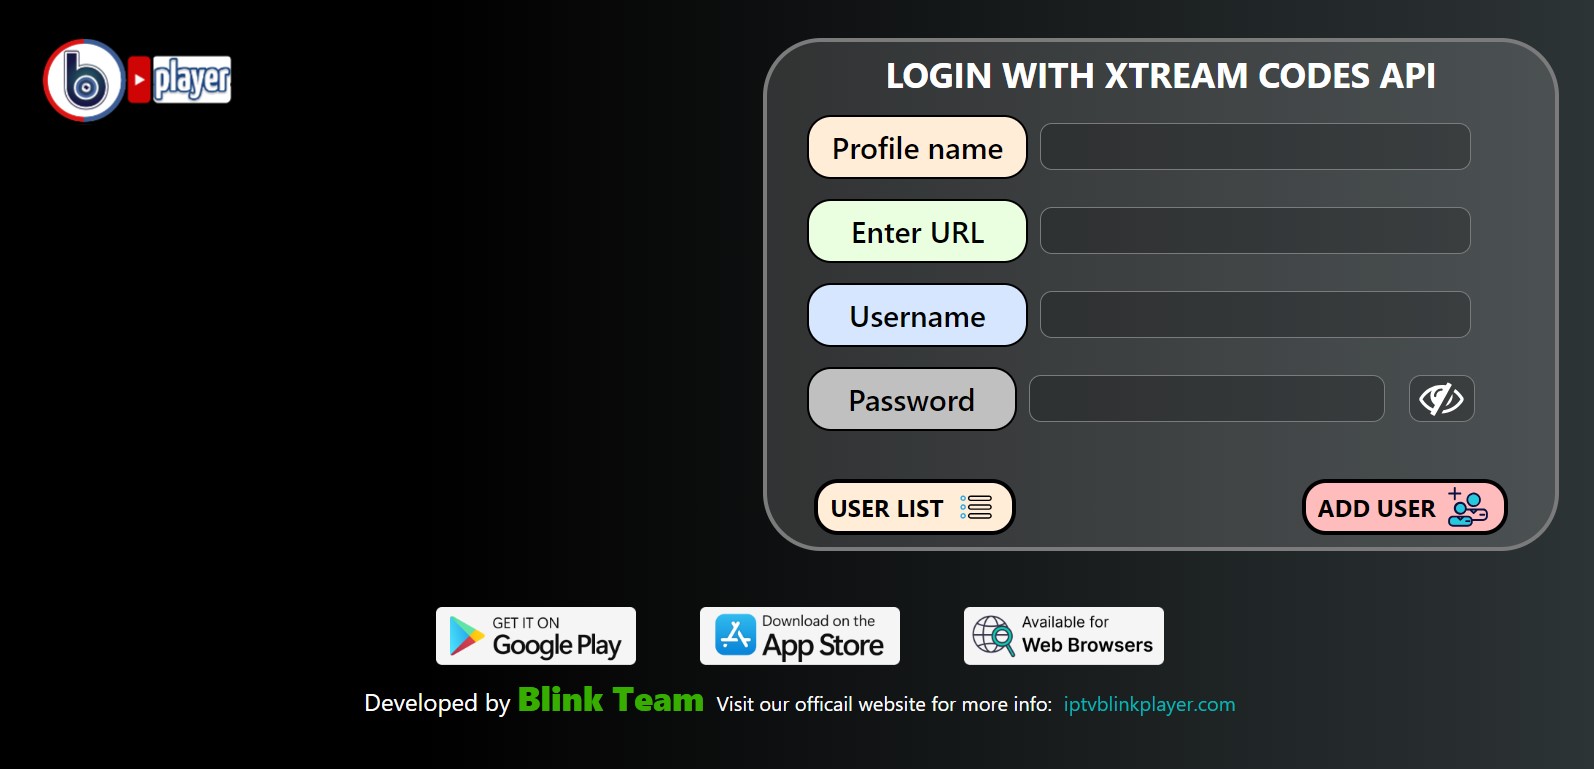 b player
LOGIN WITH XTREAM CODES API
Profile name
Enter URL
Username
Password
USER LIST
ADD USER
GET IT ON
Google Play
Download on the
App Store
Available for
Web Browsers
Developed by Blink Team Visit our officail website for more info: iptvblinkplayer.com